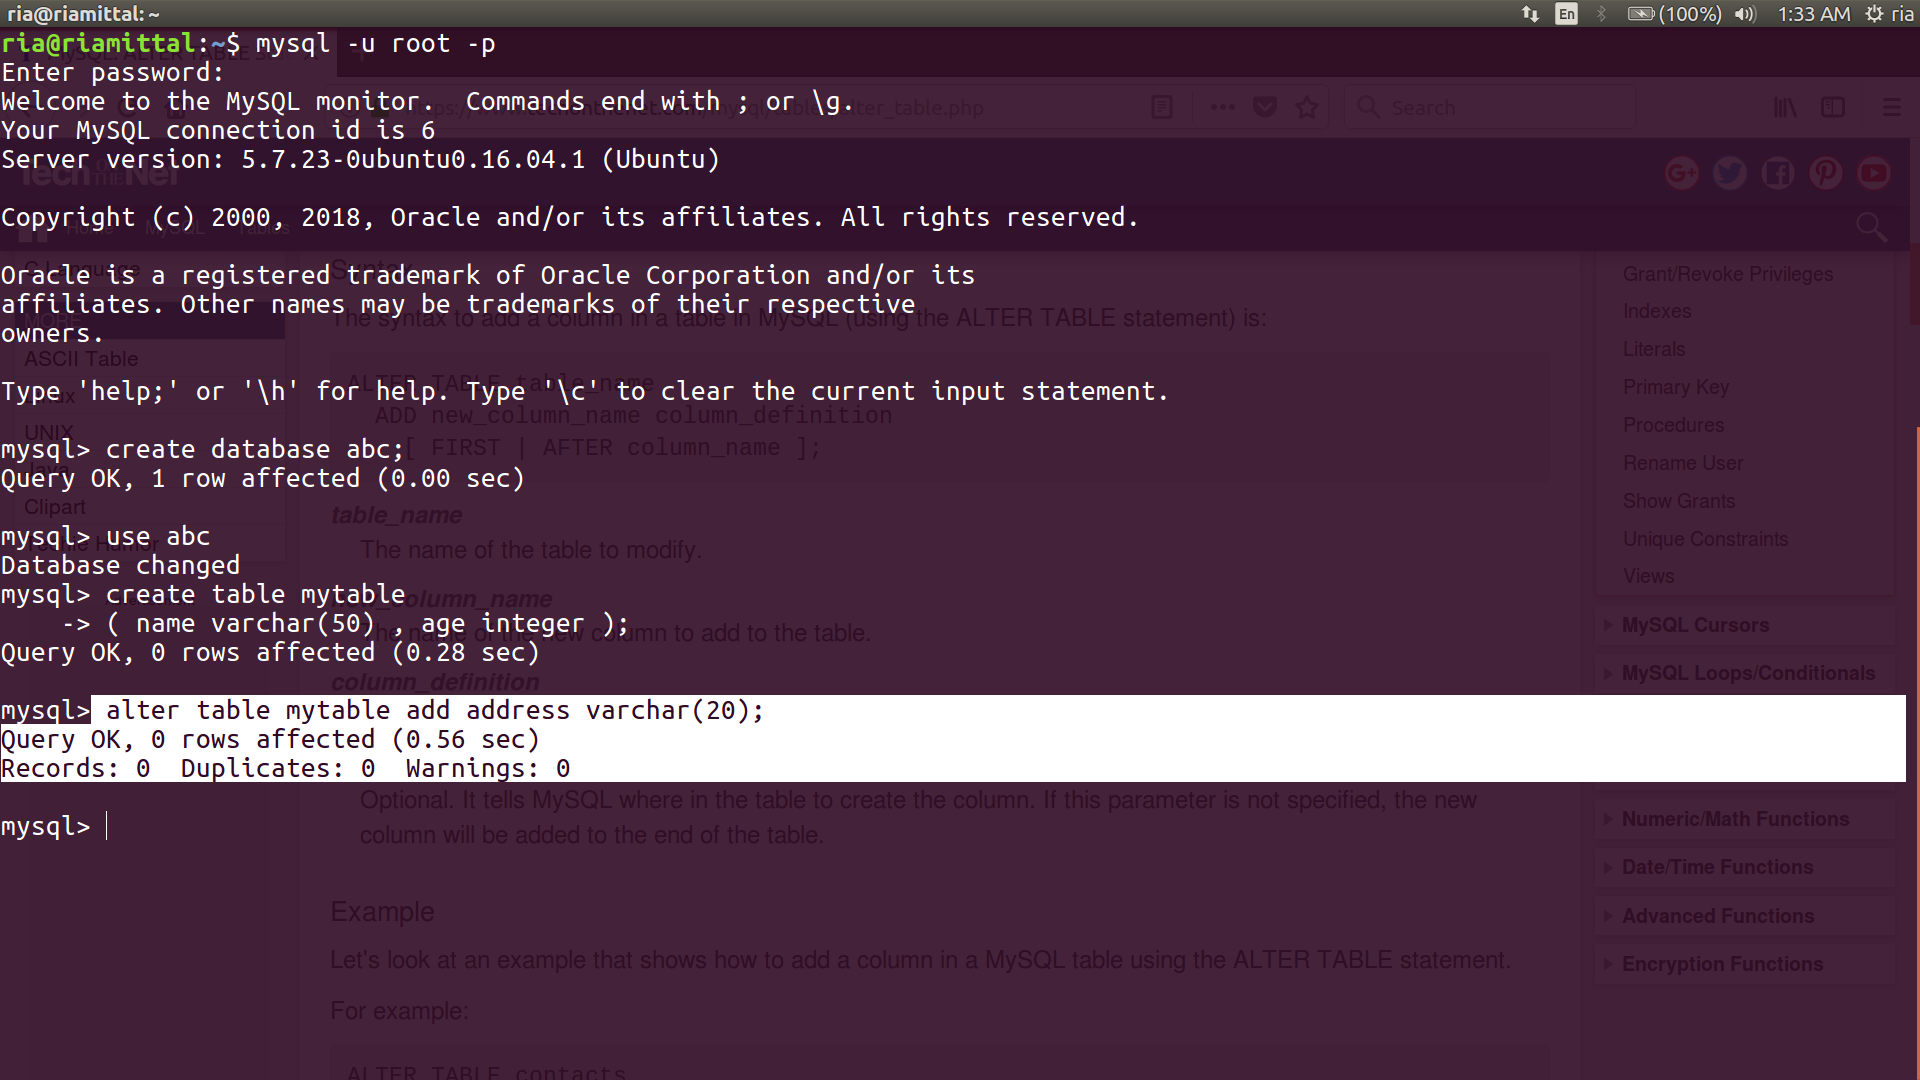 ria@riamittal: ~
En
(100%)
1:33 AM
ria
ria@riamittal:~$ mysql -u root -p
Enter password:
Welcome to the MySQL monitor.  Commands end with ; or \g.
Your MySQL connection id is 6
Server version: 5.7.23-0ubuntu0.16.04.1 (Ubuntu)
Copyright (c) 2000, 2018, Oracle and/or its affiliates. All rights reserved.
Oracle is a registered trademark of Oracle Corporation and/or its
affiliates. Other names may be trademarks of their respective
owners.
Type 'help;' or '\h' for help. Type '\c' to clear the current input statement.
mysql> create database abc;
Query OK, 1 row affected (0.00 sec)
mysql> use abc
Database changed
mysql> create table mytable
    -> ( name varchar(50) , age integer );
Query OK, 0 rows affected (0.28 sec)
mysql> alter table mytable add address varchar(20);
Query OK, 0 rows affected (0.56 sec)
Records: 0  Duplicates: 0  Warnings: 0
mysql>
Search
Home
MySQL
Tables
ASCII Table
UNIX
Java
Clipart
The syntax to add a column in a table in MySQL (using the ALTER TABLE statement) is:
ALTER TABLE table_name
ADD new_column_name column_definition
[ FIRST | AFTER column_name ];
table_name
The name of the table to modify.
new_column_name
The name of the new column to add to the table.
column_definition
Optional. It tells MySQL where in the table to create the column. If this parameter is not specified, the new
column will be added to the end of the table.
Example
Let's look at an example that shows how to add a column in a MySQL table using the ALTER TABLE statement.
For example:
ALTER TABLE contacts
Grant/Revoke Privileges
Indexes
Literals
Primary Key
Procedures
Rename User
Show Grants
Unique Constraints
Views
MySQL Cursors
MySQL Loops/Conditionals
Numeric/Math Functions
Date/Time Functions
Advanced Functions
Encryption Functions